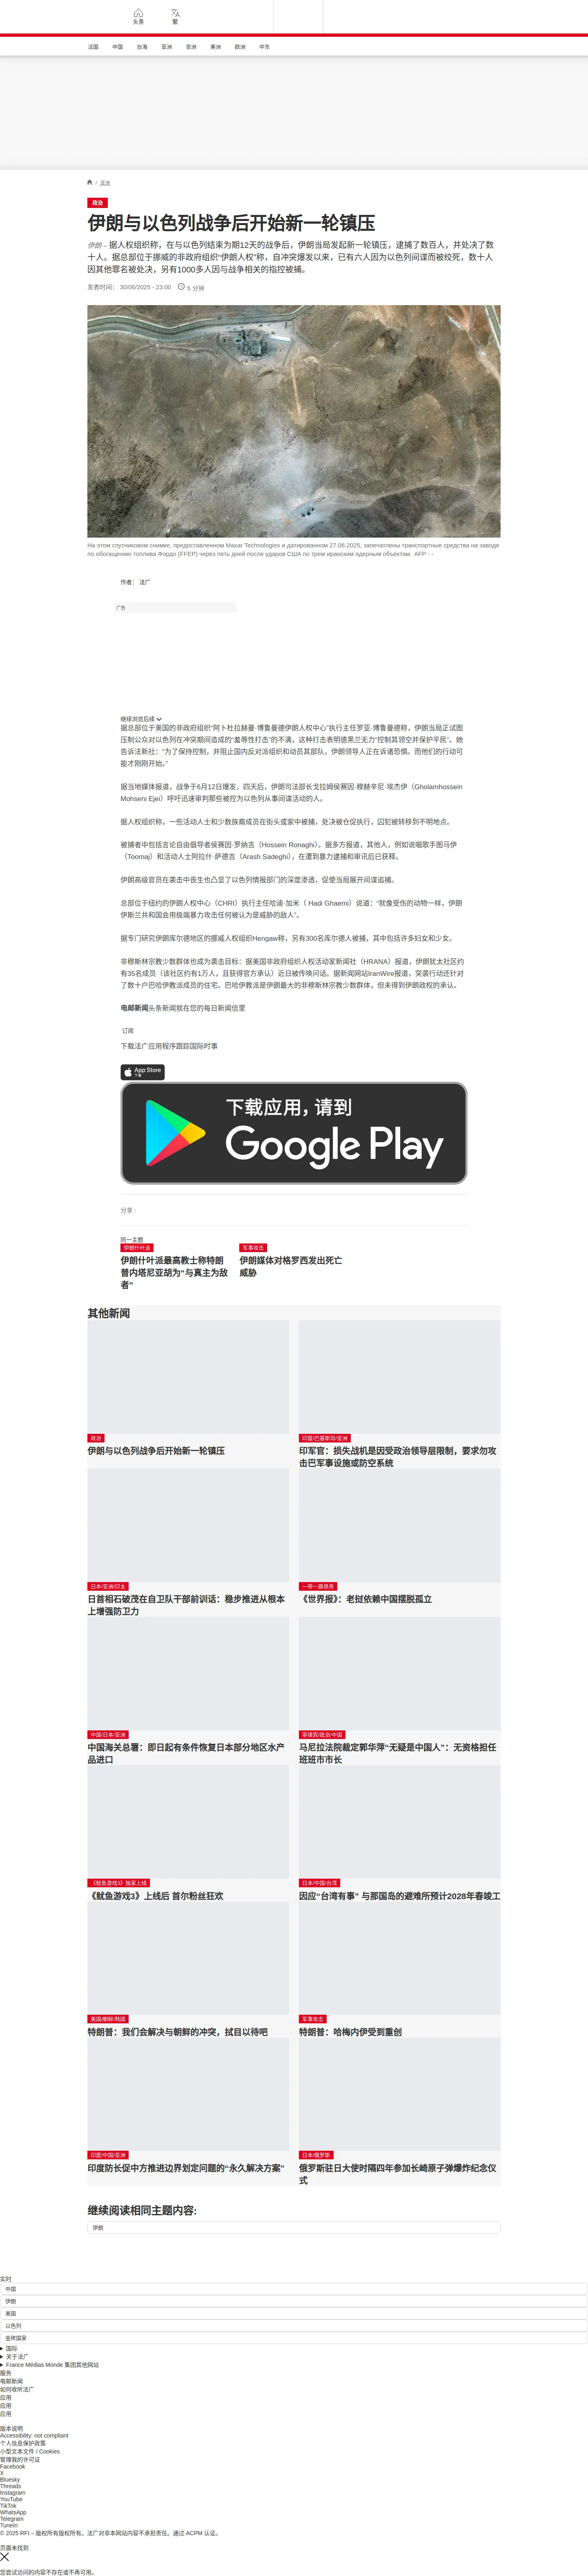 头条
繁
法国
中国
台海
亚洲
非洲
美洲
欧洲
中东
/ 亚洲
政治
伊朗与以色列战争后开始新一轮镇压
伊朗 – 据人权组织称，在与以色列结束为期12天的战争后，伊朗当局发起新一轮镇压，逮捕了数百人，并处决了数
十人。据总部位于挪威的非政府组织“伊朗人权”称，自冲突爆发以来，已有六人因为以色列间谍而被绞死，数十人
因其他罪名被处决，另有1000多人因与战争相关的指控被捕。
发表时间： 30/06/2025 - 23:00
5 分钟
На этом спутниковом снимке, предоставленном Maxar Technologies и датированном 27.06.2025, запечатлены транспортные средства на заводе
по обогащению топлива Фордо (FFEP) через пять дней после ударов США по трем иранским ядерным объектам. AFP - -
作者： 法广
广告
继续浏览后续
据总部位于美国的非政府组织“阿卜杜拉赫曼·博鲁曼德伊朗人权中心”执行主任罗亚·博鲁曼德称，伊朗当局正试图
压制公众对以色列在冲突期间造成的“羞辱性打击”的不满，这种打击表明德黑兰无力“控制其领空并保护平民”。她
告诉法新社：“为了保持控制，并阻止国内反对派组织和动员其部队，伊朗领导人正在诉诸恐惧。而他们的行动可
能才刚刚开始。”
据当地媒体报道，战争于6月12日爆发，四天后，伊朗司法部长戈拉姆侯赛因·穆赫辛尼·埃杰伊（Gholamhossein
Mohseni Ejei）呼吁迅速审判那些被控为以色列从事间谍活动的人。
据人权组织称，一些活动人士和少数族裔成员在街头或家中被捕，处决被仓促执行，囚犯被转移到不明地点。
被捕者中包括言论自由倡导者侯赛因·罗纳吉（Hossein Ronaghi）。据多方报道，其他人，例如说唱歌手图马伊
（Toomaj）和活动人士阿拉什·萨德吉（Arash Sadeghi），在遭到暴力逮捕和审讯后已获释。
伊朗高级官员在袭击中丧生也凸显了以色列情报部门的深度渗透，促使当局展开间谍追捕。
总部位于纽约的伊朗人权中心（CHRI）执行主任哈迪·加米（ Hadi Ghaemi）说道：“就像受伤的动物一样，伊朗
伊斯兰共和国会用极端暴力攻击任何被认为是威胁的敌人”。
据专门研究伊朗库尔德地区的挪威人权组织Hengaw称，另有300名库尔德人被捕，其中包括许多妇女和少女。
非穆斯林宗教少数群体也成为袭击目标：据美国非政府组织人权活动家新闻社（HRANA）报道，伊朗犹太社区约
有35名成员（该社区约有1万人，且获得官方承认）近日被传唤问话。据新闻网站IranWire报道，突袭行动还针对
了数十户巴哈伊教派成员的住宅。巴哈伊教派是伊朗最大的非穆斯林宗教少数群体，但未得到伊朗政权的承认。
电邮新闻头条新闻就在您的每日新闻信里
订阅
下载法广应用程序跟踪国际时事
App Store
下载
下载应用，请到
Google Play
分享 :
同一主题
伊朗什叶派
伊朗什叶派最高教士称特朗
普内塔尼亚胡为“与真主为敌
者”
军事攻击
伊朗媒体对格罗西发出死亡
威胁
其他新闻
政治
伊朗与以色列战争后开始新一轮镇压
印度/巴基斯坦/亚洲
印军官：损失战机是因受政治领导层限制，要求勿攻
击巴军事设施或防空系统
日本/亚洲/印太
日首相石破茂在自卫队干部前训话：稳步推进从根本
上增强防卫力
一带一路债务
《世界报》：老挝依赖中国摆脱孤立
中国/日本/亚洲
中国海关总署：即日起有条件恢复日本部分地区水产
品进口
菲律宾/政治/中国
马尼拉法院裁定郭华萍“无疑是中国人”：无资格担任
班班市市长
《鱿鱼游戏3》独家上线
《鱿鱼游戏3》上线后 首尔粉丝狂欢
日本/中国/台湾
因应“台湾有事” 与那国岛的避难所预计2028年春竣工
美国/朝鲜/韩国
特朗普：我们会解决与朝鲜的冲突，拭目以待吧
军事攻击
特朗普：哈梅内伊受到重创
印度/中国/亚洲
印度防长促中方推进边界划定问题的“永久解决方案”
日本/俄罗斯
俄罗斯驻日大使时隔四年参加长崎原子弹爆炸纪念仪
式
继续阅读相同主题内容:
伊朗
实时
中国
伊朗
美国
以色列
金砖国家
国际
关于法广
France Médias Monde 集团其他网站
服务
电邮新闻
如何收听法广
应用
应用
应用
版本说明
Accessibility: not compliant
个人信息保护政策
小型文本文件 / Cookies
管理我的许可证
Facebook
X
Bluesky
Threads
Instagram
YouTube
TikTok
WhatsApp
Telegram
TuneIn
© 2025 RFI – 版权所有版权所有。法广对非本网站内容不承担责任。通过 ACPM 认证。
页面未找到
您尝试访问的内容不存在或不再可用。